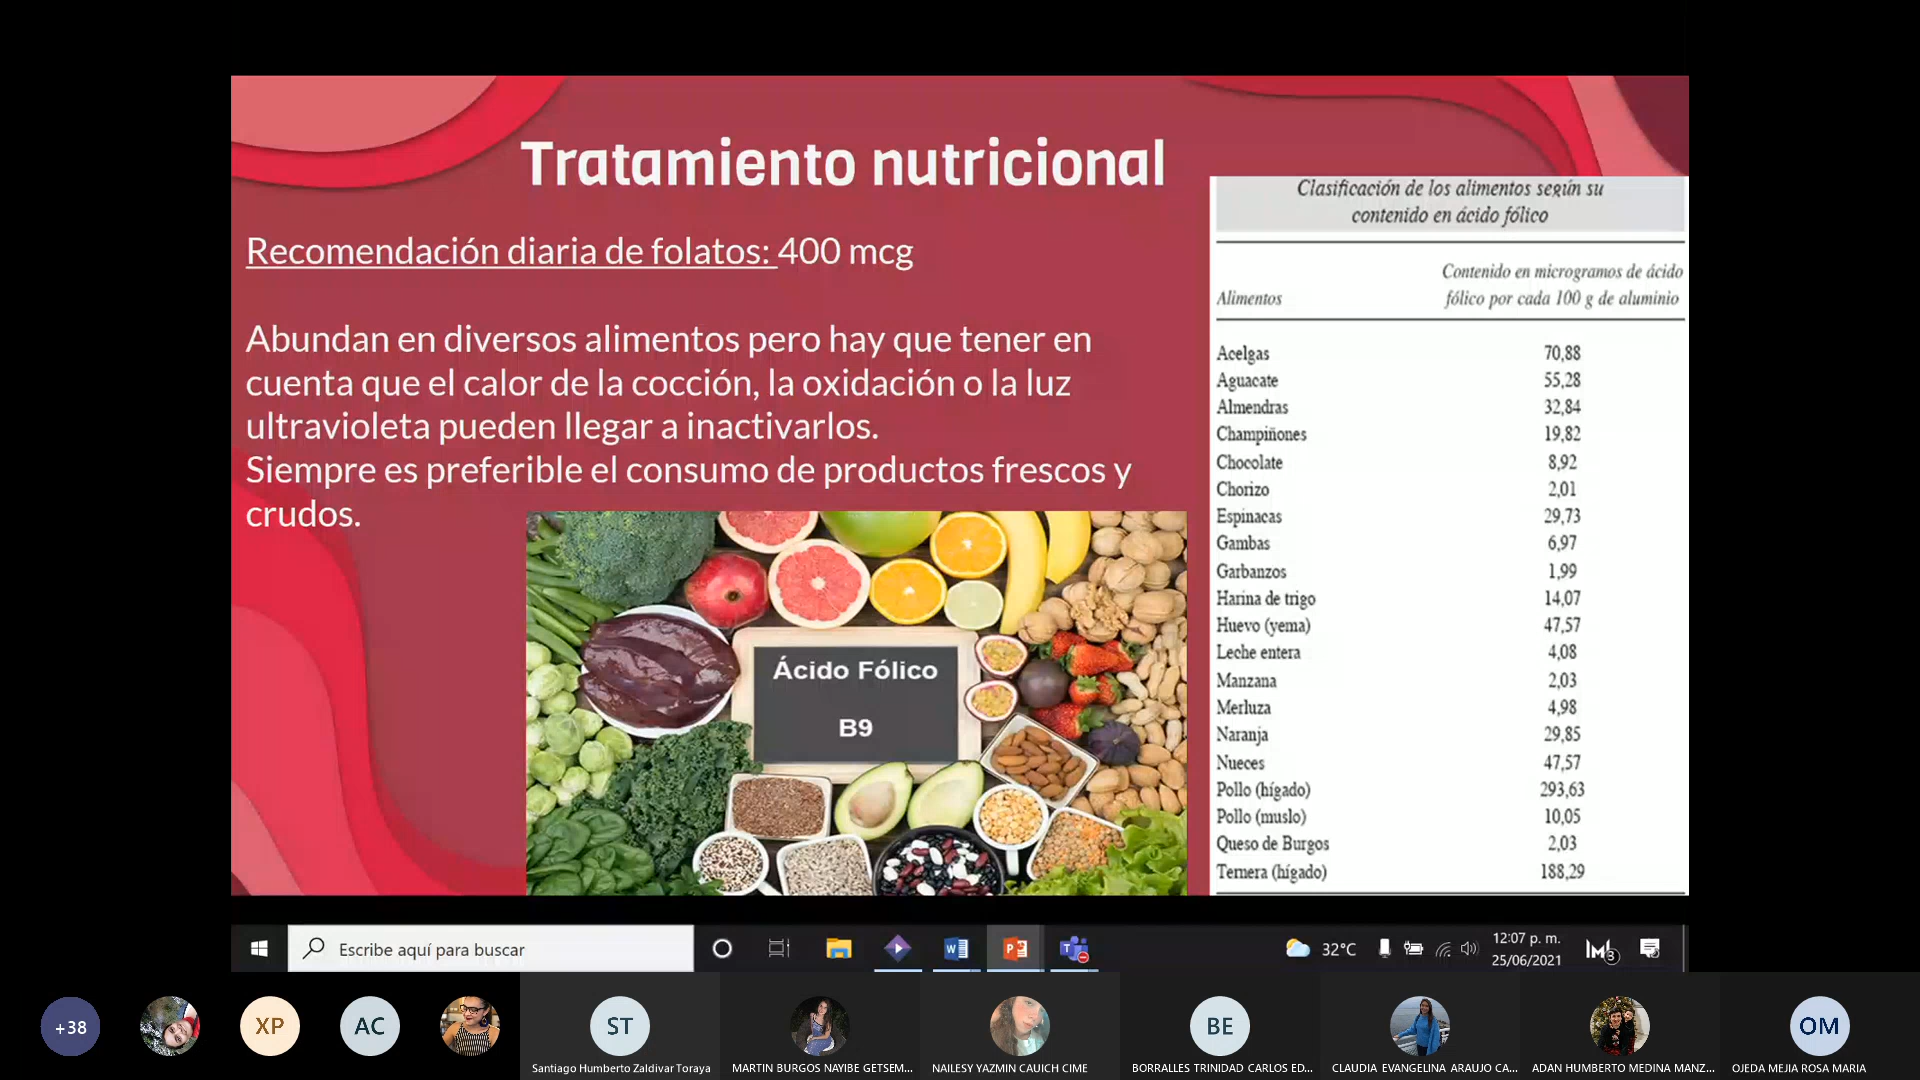 Tratamiento nutricional
Recomendación diaria de folatos: 400 mcg
Abundan en diversos alimentos pero hay que tener en
cuenta que el calor de la cocción, la oxidación o la luz
ultravioleta pueden llegar a inactivarlos.
Siempre es preferible el consumo de productos frescos y
crudos.
Ácido Fólico
B9
Clasificación de los alimentos según su
contenido en ácido fólico
Contenido en microgramos de ácido
Alimentos fólico por cada 100 g de aluminio
Acelgas 70,88
Aguacate 55,28
Almendras 32,84
Champiñones 19,82
Chocolate 8,92
Chorizo 2,01
Espinacas 29,73
Gambas 6,97
Garbanzos 1,99
Harina de trigo 14,07
Huevo (yema) 47,57
Leche entera 4,08
Manzana 2,03
Merluza 4,98
Naranja 29,85
Nueces 47,57
Pollo (hígado) 293,63
Pollo (muslo) 10,05
Queso de Burgos 2,03
Ternera (hígado) 188,29
Escribe aquí para buscar
32°C
12:07 p. m.
25/06/2021
3
+38
XP
AC
ST
BE
OM
Santiago Humberto Zaldivar Toraya
MARTIN BURGOS NAYIBE GETSEM...
NAILESY YAZMIN CAUICH CIME
BORRALLES TRINIDAD CARLOS ED...
CLAUDIA EVANGELINA ARAUJO CA...
ADAN HUMBERTO MEDINA MANZ...
OJEDA MEJIA ROSA MARIA